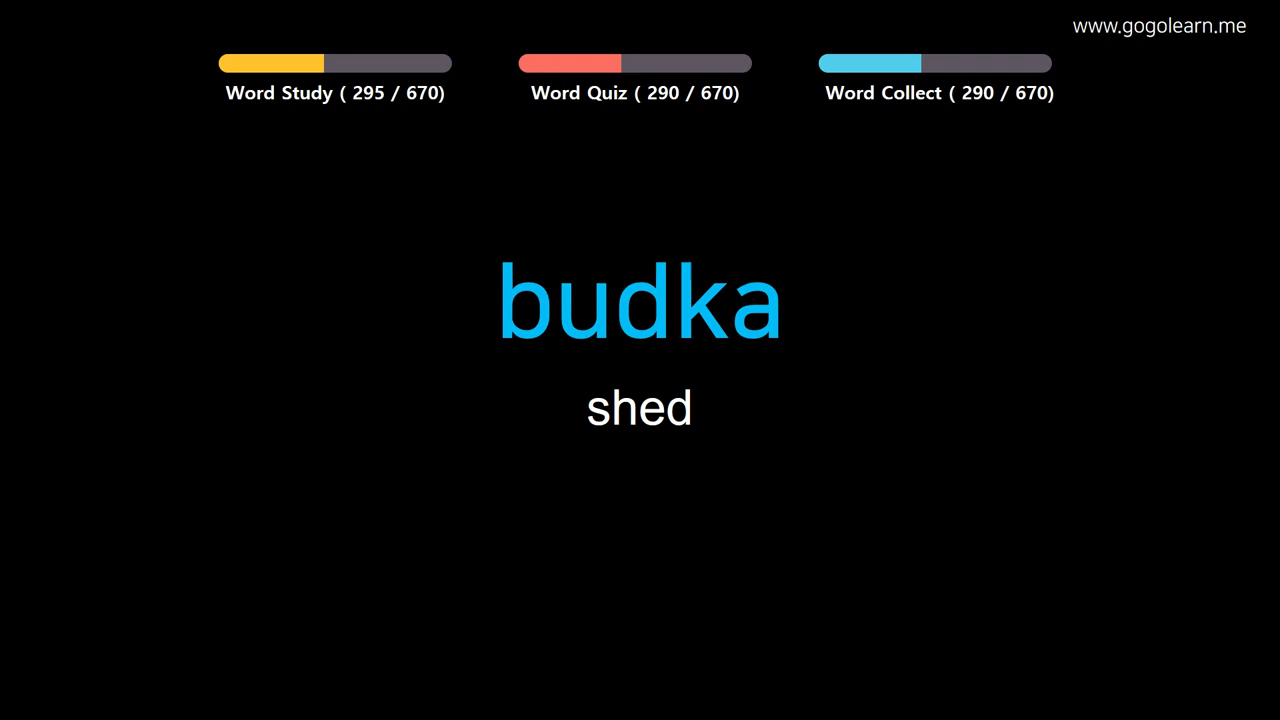 www.gogolearn.me
Word Study ( 295 / 670)
Word Quiz ( 290 / 670)
Word Collect ( 290 / 670)
budka
shed